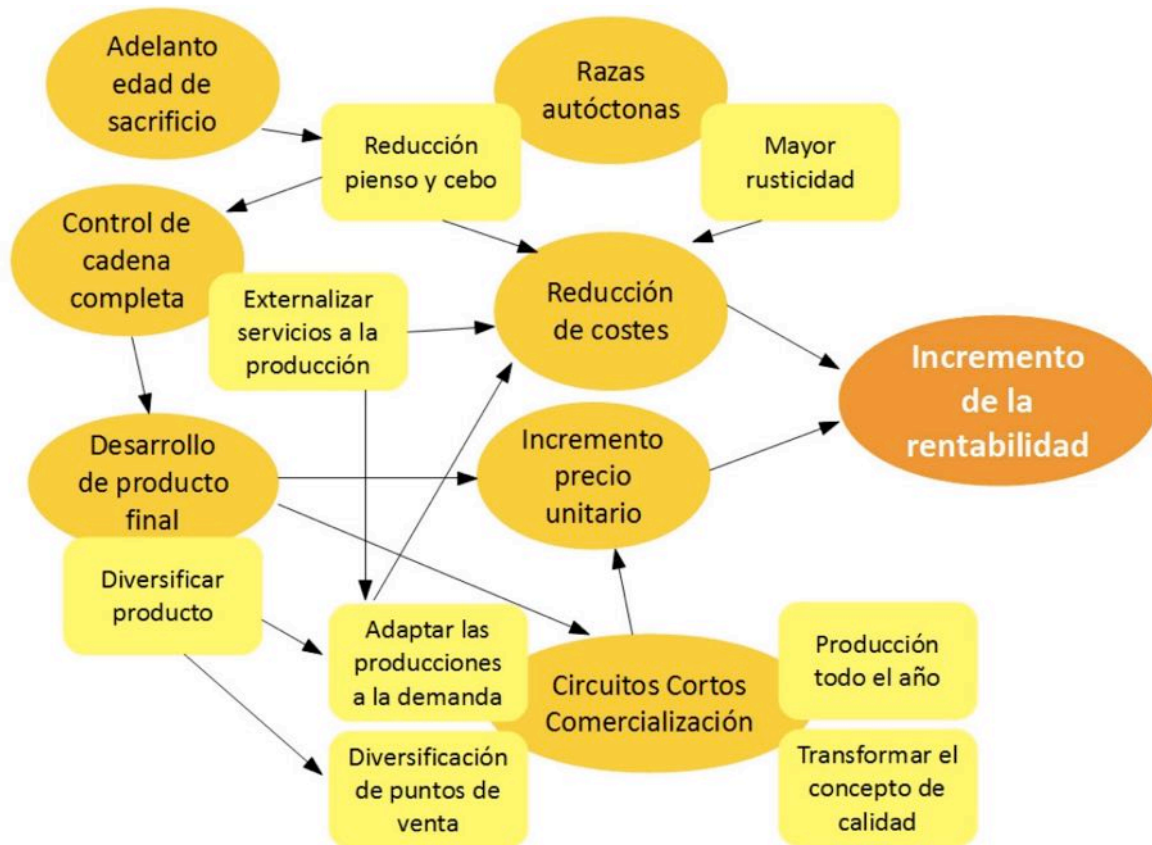 Adelanto
edad de
sacrificio
Razas
autóctonas
Reducción
pienso y cebo
Mayor
rusticidad
Control de
cadena
completa
Externalizar
servicios a la
producción
Reducción
de costes
Incremento
de la
rentabilidad
Desarrollo
de producto
final
Incremento
precio
unitario
Diversificar
producto
Adaptar las
producciones
a la demanda
Circuitos Cortos
Comercialización
Producción
todo el año
Diversificación
de puntos de
venta
Transformar el
concepto de
calidad